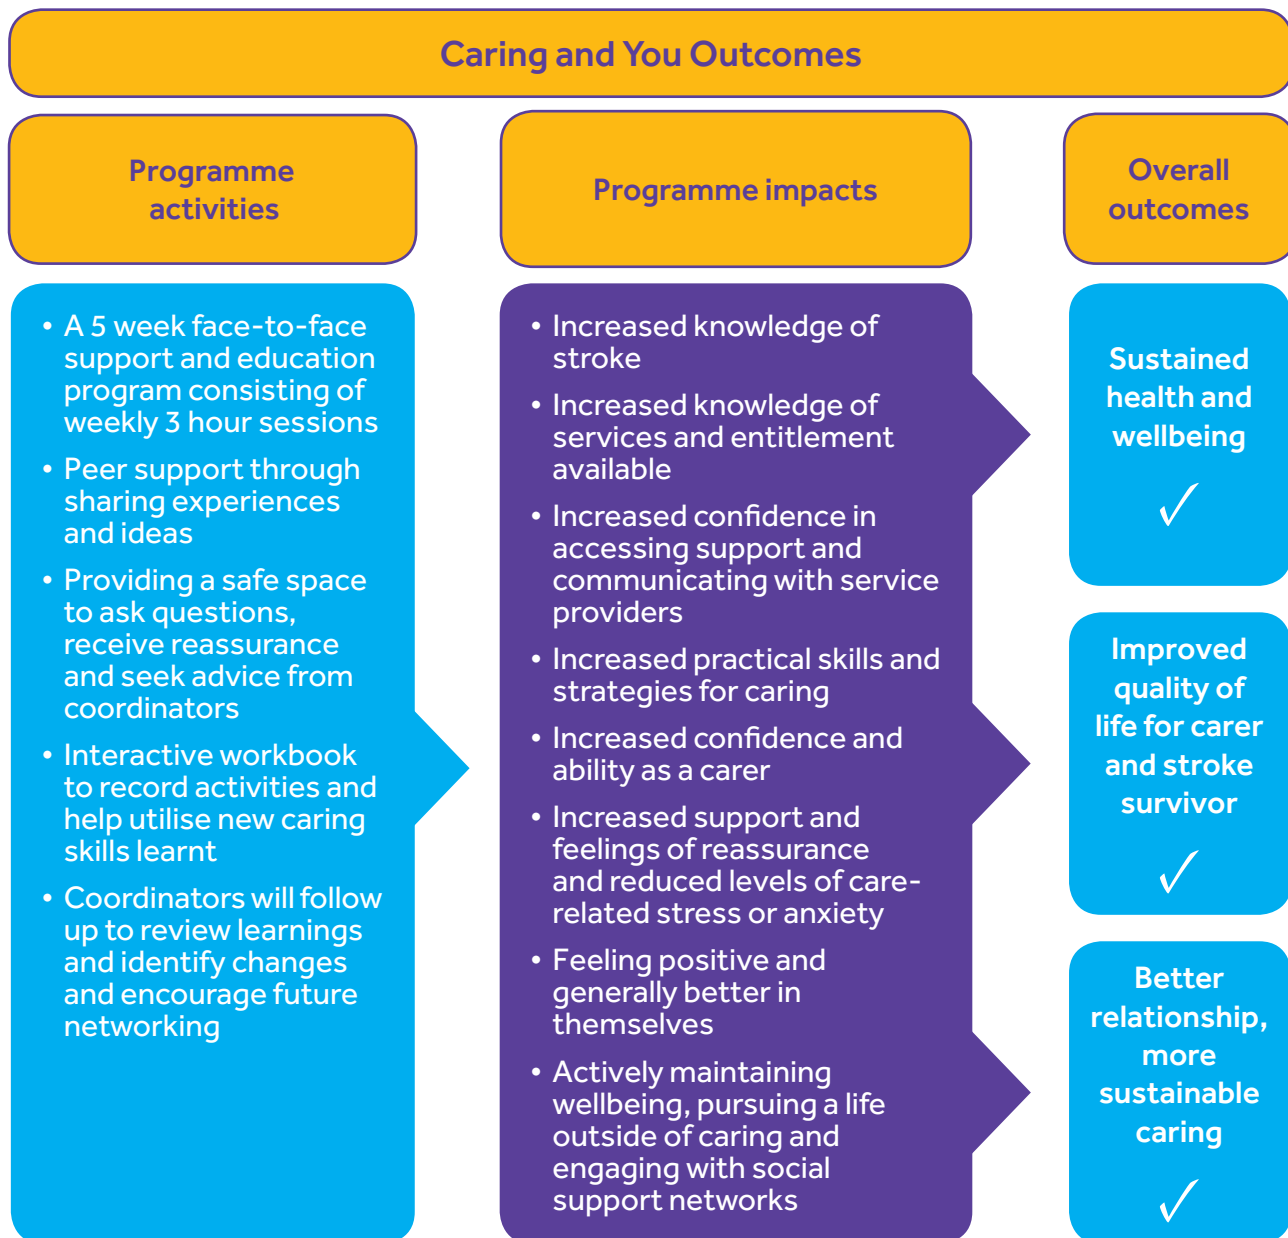 Caring and You Outcomes
Programme
activities
Programme impacts
Overall
outcomes
• A 5 week face-to-face
support and education
program consisting of
weekly 3 hour sessions
• Peer support through
sharing experiences
and ideas
• Providing a safe space
to ask questions,
receive reassurance
and seek advice from
coordinators
• Interactive workbook
to record activities and
help utilise new caring
skills learnt
• Coordinators will follow
up to review learnings
and identify changes
and encourage future
networking
• Increased knowledge of
stroke
• Increased knowledge of
services and entitlement
available
• Increased confidence in
accessing support and
communicating with service
providers
• Increased practical skills and
strategies for caring
• Increased confidence and
ability as a carer
• Increased support and
feelings of reassurance
and reduced levels of care-
related stress or anxiety
• Feeling positive and
generally better in
themselves
• Actively maintaining
wellbeing, pursuing a life
outside of caring and
engaging with social
support networks
Sustained
health and
wellbeing
✓
Improved
quality of
life for carer
and stroke
survivor
✓
Better
relationship,
more
sustainable
caring
✓